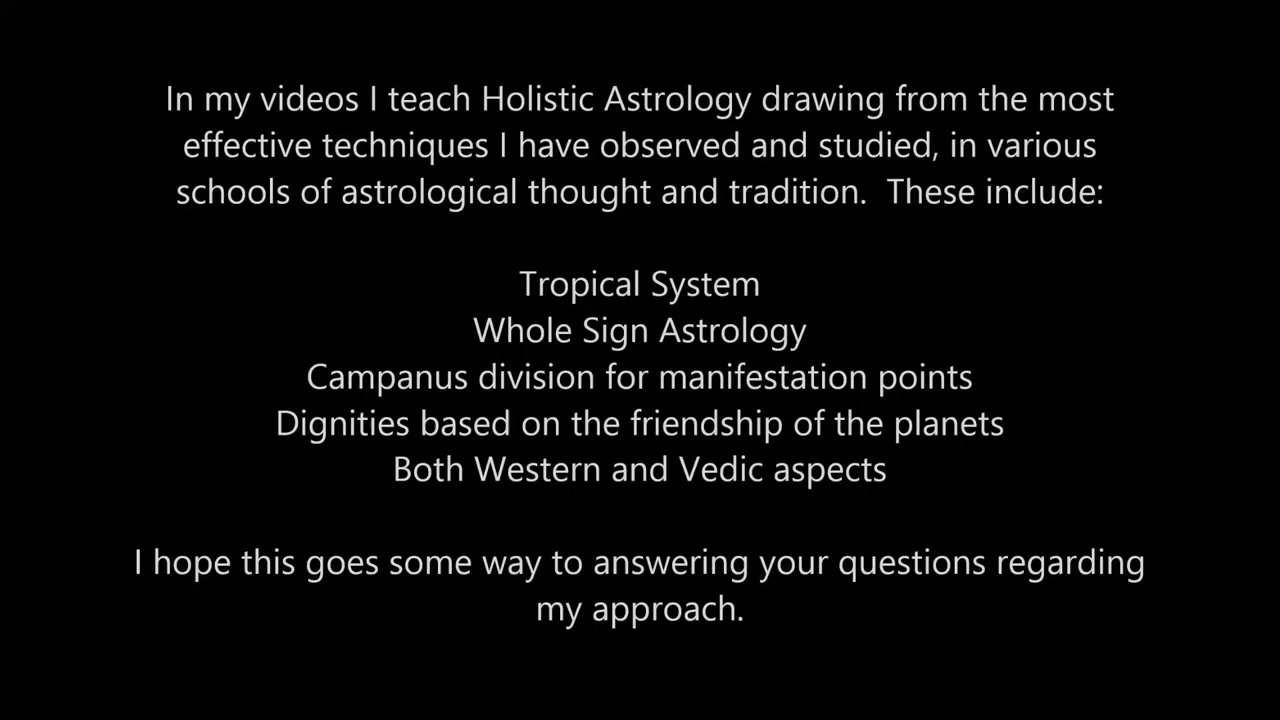 In my videos I teach Holistic Astrology drawing from the most
effective techniques I have observed and studied, in various
schools of astrological thought and tradition.  These include:
Tropical System
Whole Sign Astrology
Campanus division for manifestation points
Dignities based on the friendship of the planets
Both Western and Vedic aspects
I hope this goes some way to answering your questions regarding
my approach.